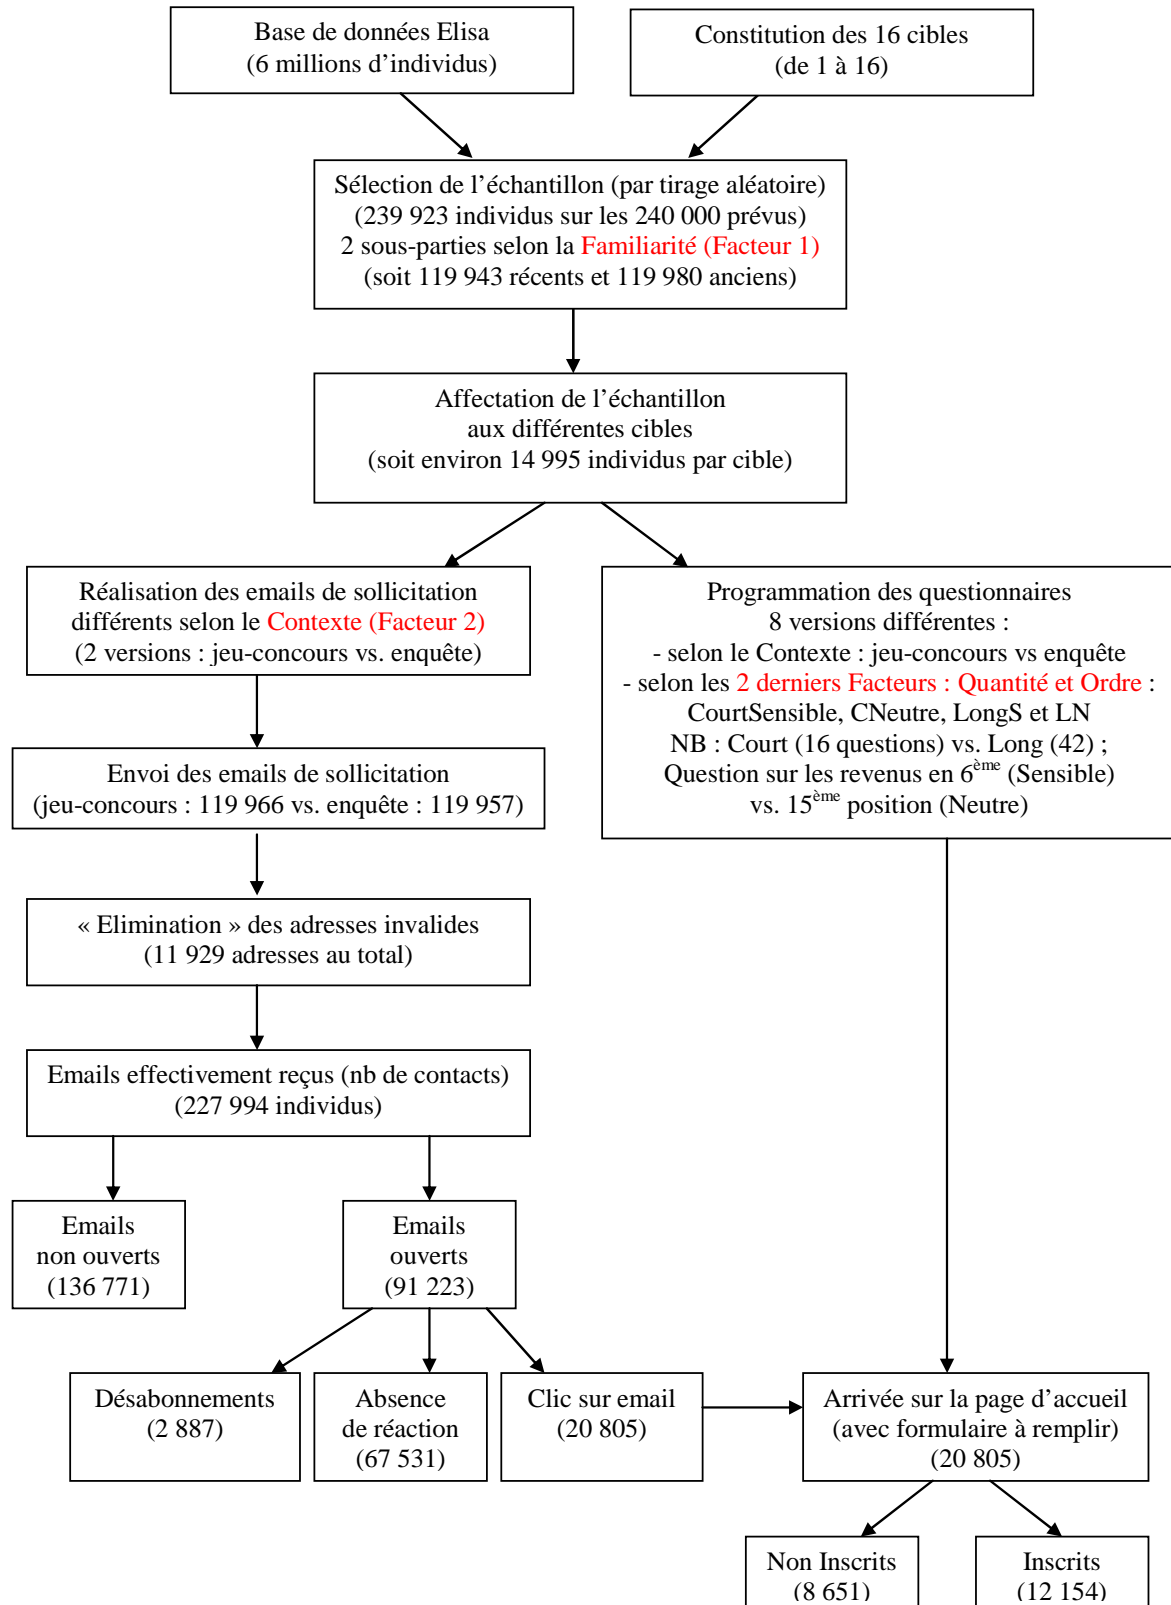 Base de données Elisa
(6 millions d’individus)
Constitution des 16 cibles
(de 1 à 16)
Sélection de l’échantillon (par tirage aléatoire)
(239 923 individus sur les 240 000 prévus)
2 sous-parties selon la Familiarité (Facteur 1)
(soit 119 943 récents et 119 980 anciens)
Affectation de l’échantillon
aux différentes cibles
(soit environ 14 995 individus par cible)
Réalisation des emails de sollicitation
différents selon le Contexte (Facteur 2)
(2 versions : jeu-concours vs. enquête)
Programmation des questionnaires
8 versions différentes :
- selon le Contexte : jeu-concours vs enquête
- selon les 2 derniers Facteurs : Quantité et Ordre :
CourtSensible, CNeutre, LongS et LN
NB : Court (16 questions) vs. Long (42) ;
Question sur les revenus en 6ème (Sensible)
vs. 15ème position (Neutre)
Envoi des emails de sollicitation
(jeu-concours : 119 966 vs. enquête : 119 957)
« Elimination » des adresses invalides
(11 929 adresses au total)
Emails effectivement reçus (nb de contacts)
(227 994 individus)
Emails
non ouverts
(136 771)
Emails
ouverts
(91 223)
Désabonnements
(2 887)
Absence
de réaction
(67 531)
Clic sur email
(20 805)
Arrivée sur la page d’accueil
(avec formulaire à remplir)
(20 805)
Non Inscrits
(8 651)
Inscrits
(12 154)